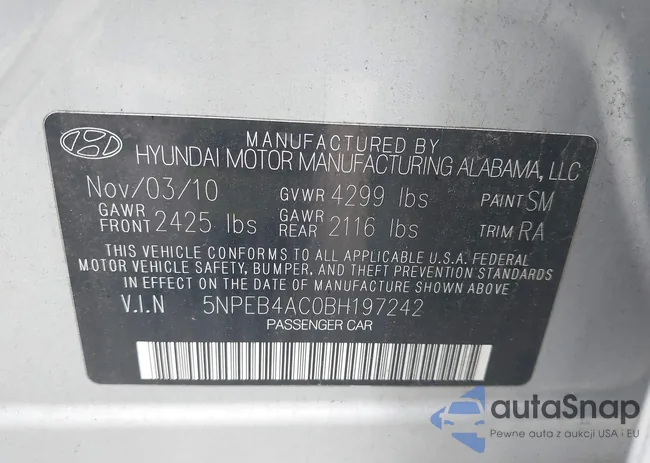 MANUFACTURED BY
HYUNDAI MOTOR MANUFACTURING ALABAMA, LLC
Nov/03/10 GVWR 4299 lbs PAINT SM
GAWR FRONT 2425 lbs GAWR REAR 2116 lbs TRIM RA
THIS VEHICLE CONFORMS TO ALL APPLICABLE U.S.A. FEDERAL
MOTOR VEHICLE SAFETY, BUMPER, AND THEFT PREVENTION STANDARDS
IN EFFECT ON THE DATE OF MANUFACTURE SHOWN ABOVE.
V.I.N 5NPEB4AC0BH197242
PASSENGER CAR
autaSnap
Pewne auta z aukcji USA i EU